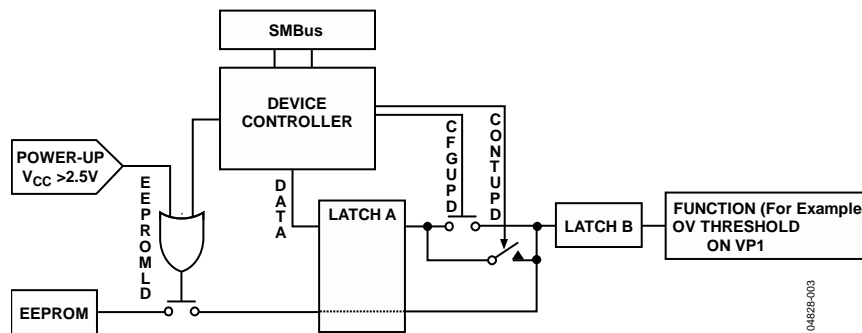 SMBus
DEVICE
CONTROLLER
POWER-UP
VCC >2.5V
EEPROMLD
DATA
CFGUPD
CONTUPD
LATCH A
LATCH B
FUNCTION (For Example
OV THRESHOLD
ON VP1
EEPROM
04828-003